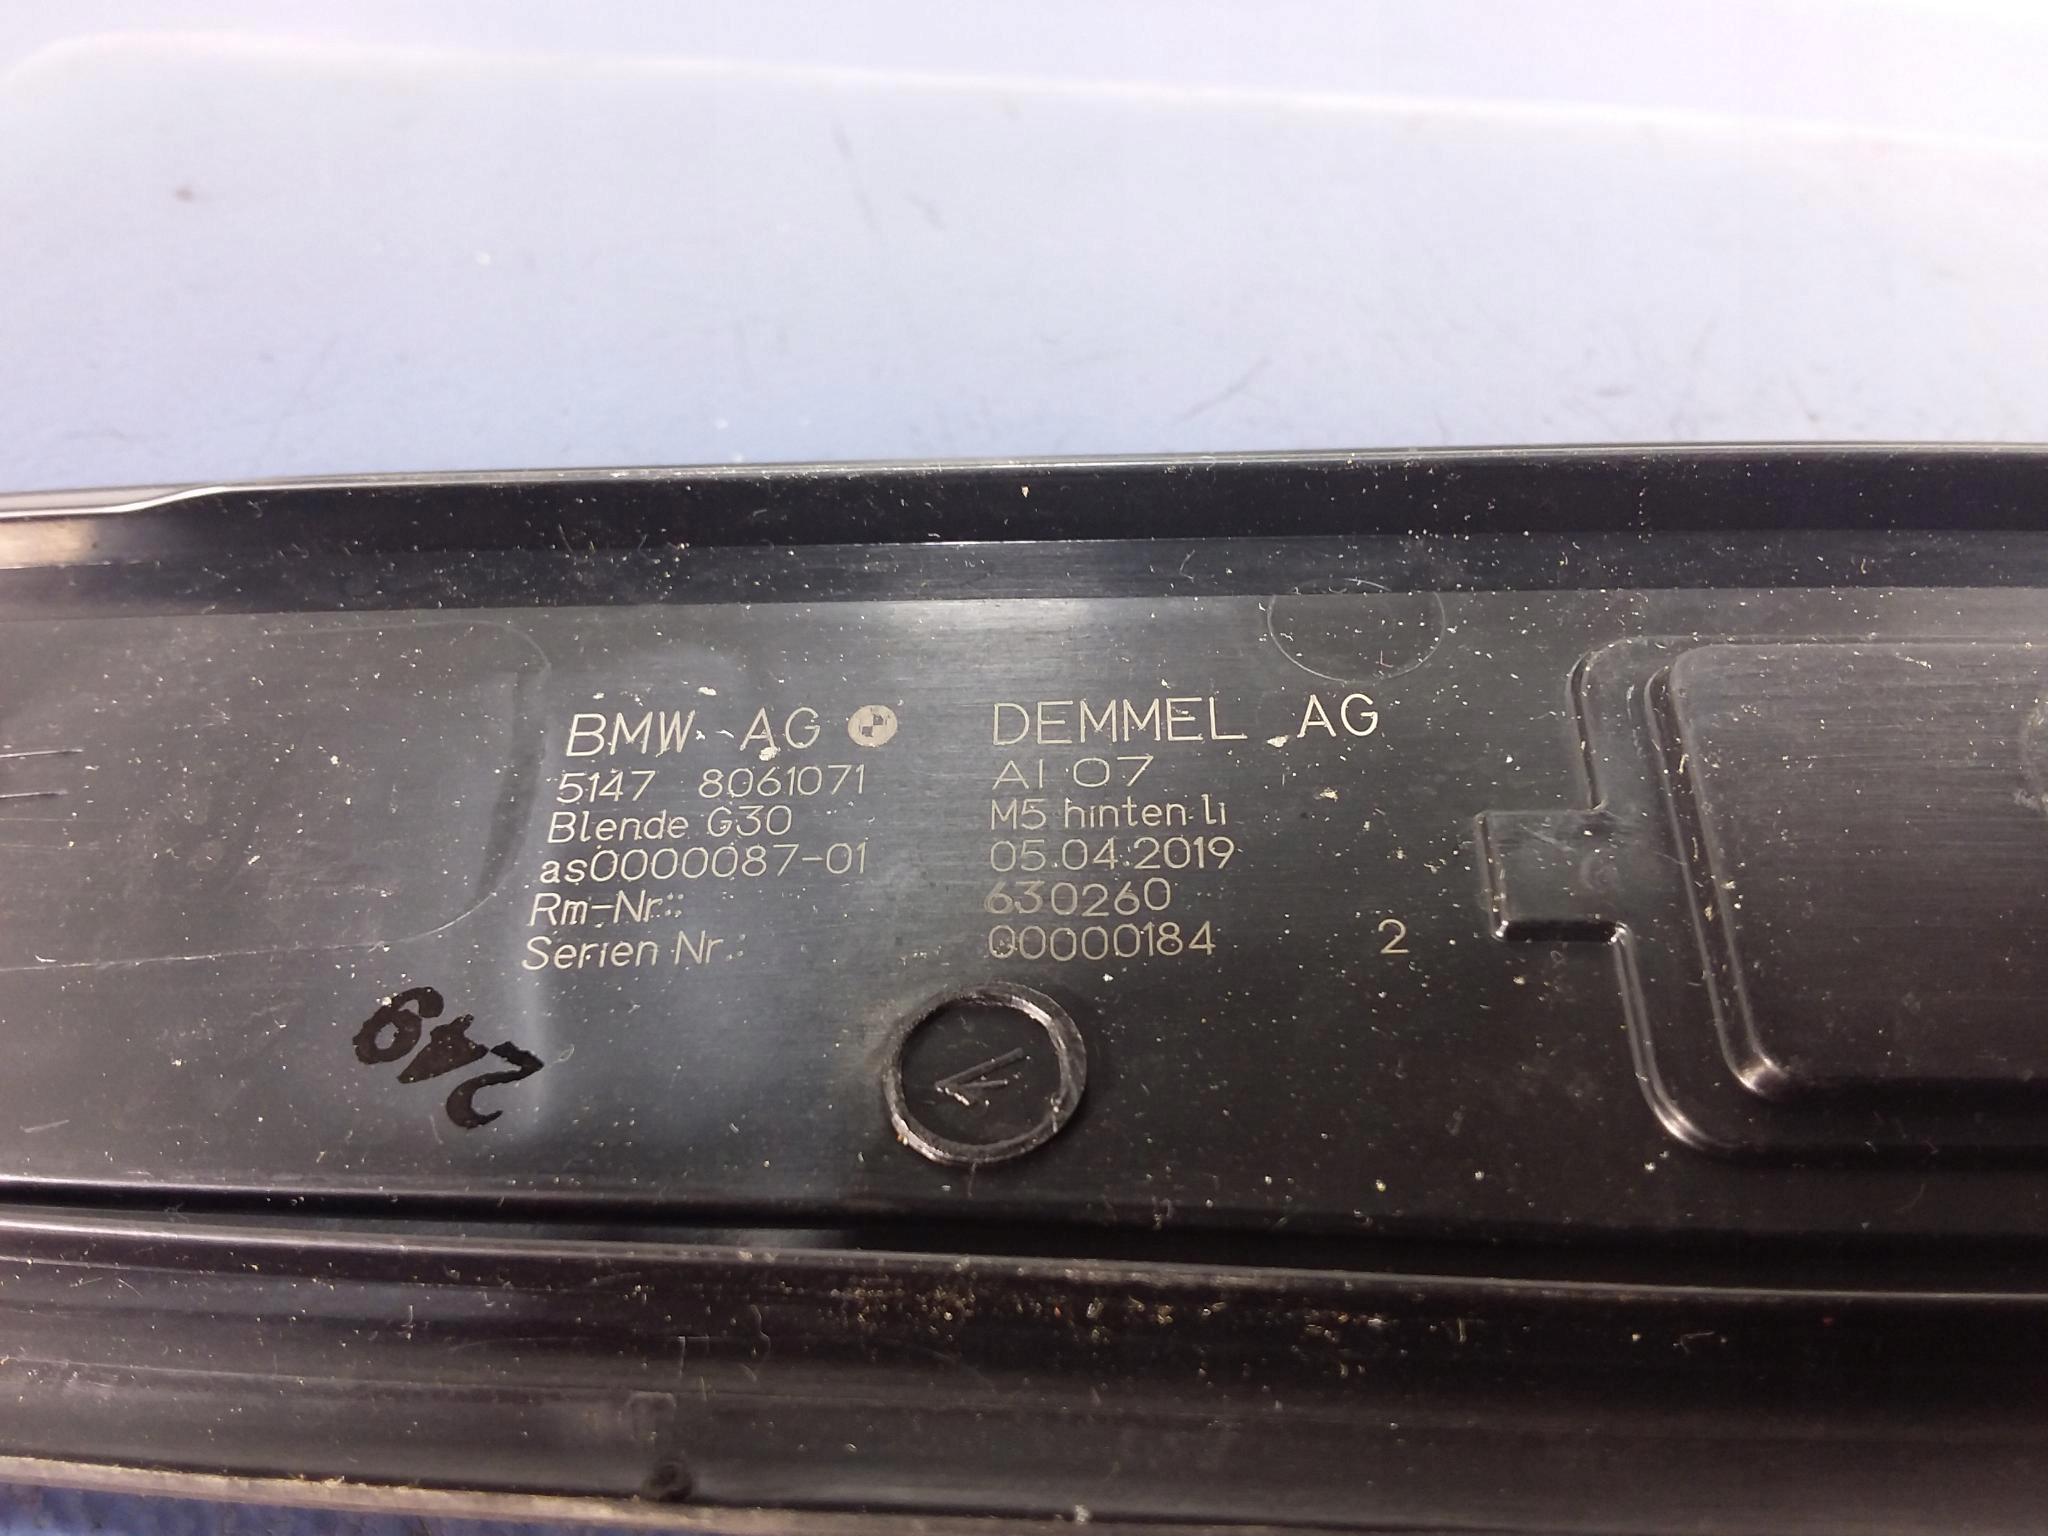 BMW AG DEMMEL AG
5147 8061071 AI 07
Blende G30 M5 hinten li
as0000087-01 05.04.2019
Rm-Nr.: 630260
Serien Nr.: 00000184 2
249